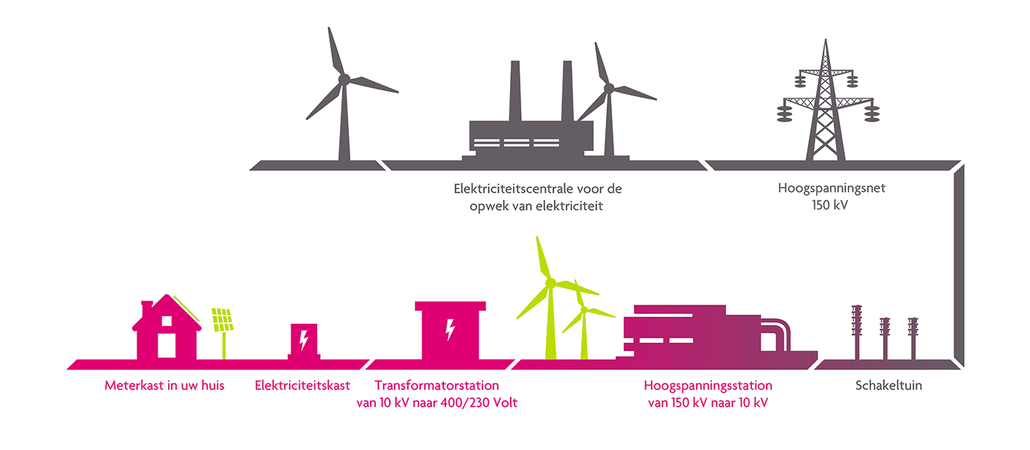 Elektriciteitscentrale voor de
opwek van elektriciteit
Hoogspanningsnet
150 kV
Meterkast in uw huis
Elektriciteitskast
Transformatorstation
van 10 kV naar 400/230 Volt
Hoogspanningsstation
van 150 kV naar 10 kV
Schakeltuin